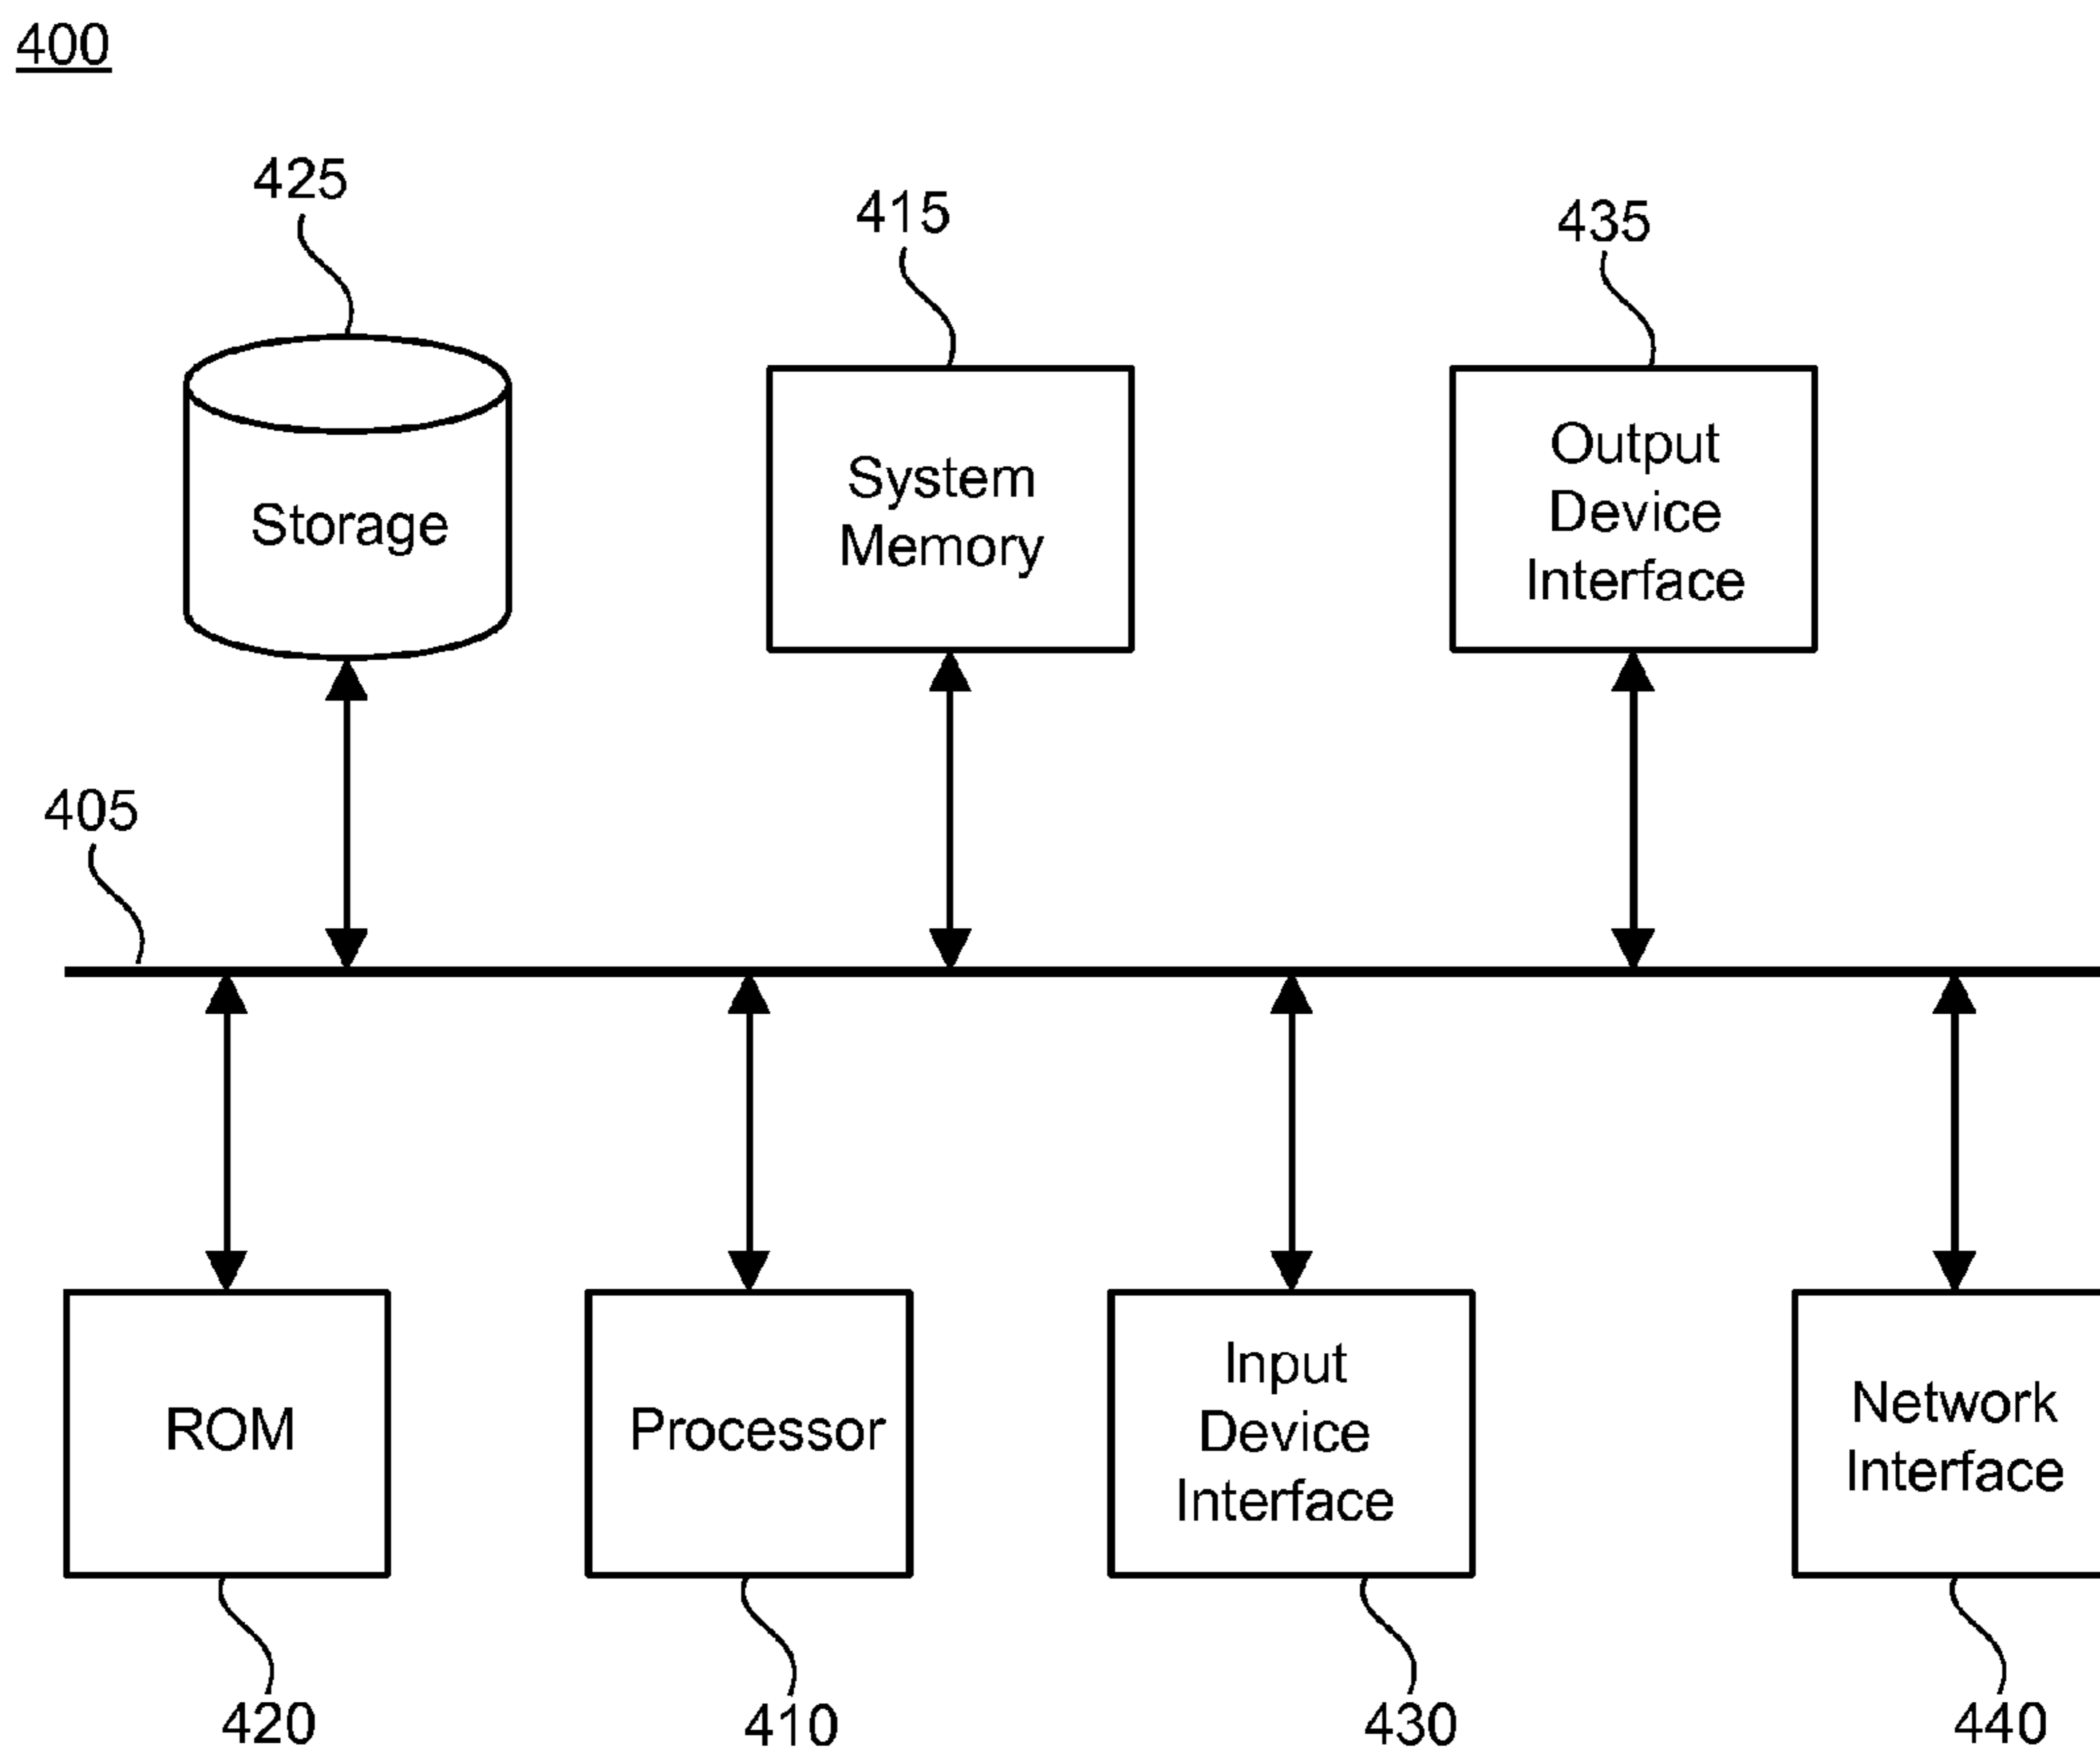 400
425
415
435
Storage
System
Memory
Output
Device
Interface
405
ROM
Processor
Input
Device
Interface
Network
Interface
420
410
430
440